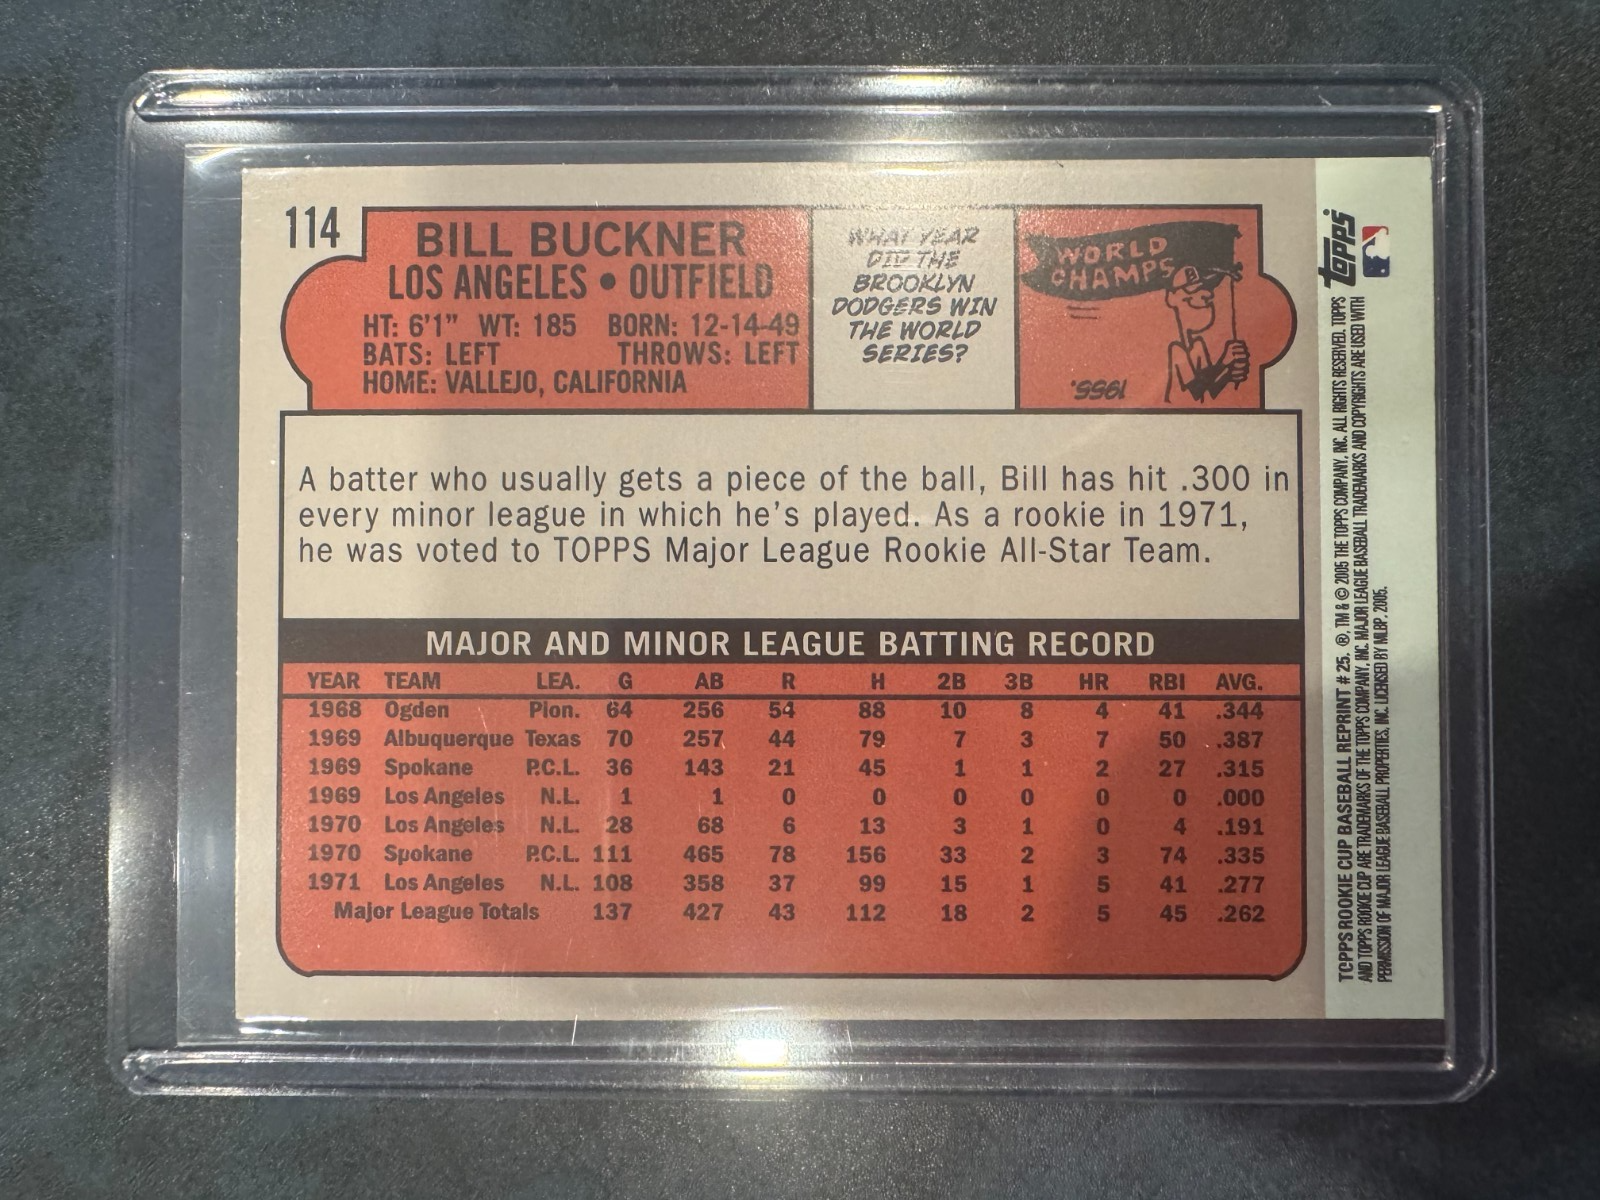 114
BILL BUCKNER
LOS ANGELES • OUTFIELD
HT: 6'1" WT: 185 BORN: 12-14-49
BATS: LEFT THROWS: LEFT
HOME: VALLEJO, CALIFORNIA
WHAT YEAR
DID THE
BROOKLYN
DODGERS WIN
THE WORLD
SERIES?
WORLD
CHAMPS
B
1955.
A batter who usually gets a piece of the ball, Bill has hit .300 in
every minor league in which he's played. As a rookie in 1971,
he was voted to TOPPS Major League Rookie All-Star Team.
MAJOR AND MINOR LEAGUE BATTING RECORD
YEAR TEAM LEA. G AB R H 2B 3B HR RBI AVG.
1968 Ogden Pion. 64 256 54 88 10 8 4 41 .344
1969 Albuquerque Texas 70 257 44 79 7 3 7 50 .387
1969 Spokane P.C.L. 36 143 21 45 1 1 2 27 .315
1969 Los Angeles N.L. 1 1 0 0 0 0 0 0 .000
1970 Los Angeles N.L. 28 68 6 13 3 1 0 4 .191
1970 Spokane P.C.L. 111 465 78 156 33 2 3 74 .335
1971 Los Angeles N.L. 108 358 37 99 15 1 5 41 .277
Major League Totals 137 427 43 112 18 2 5 45 .262
TOPPS ROOKIE CUP BASEBALL REPRINT # 25. ®, TM & © 2005 THE TOPPS COMPANY, INC. ALL RIGHTS RESERVED. TOPPS
AND TOPPS ROOKIE CUP ARE TRADEMARKS OF THE TOPPS COMPANY, INC. MAJOR LEAGUE BASEBALL TRADEMARKS AND COPYRIGHTS ARE USED WITH
PERMISSION OF MAJOR LEAGUE BASEBALL PROPERTIES, INC. LICENSED BY MLBP, 2005.
topps